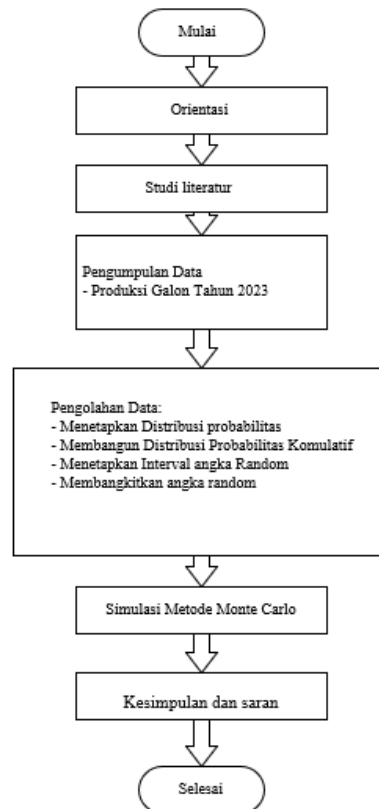 Mulai
Orientasi
Studi literatur
Pengumpulan Data
- Produksi Galon Tahun 2023
Pengolahan Data:
- Menetapkan Distribusi probabilitas
- Membangun Distribusi Probabilitas Komulatif
- Menetapkan Interval angka Random
- Membangkitkan angka random
Simulasi Metode Monte Carlo
Kesimpulan dan saran
Selesai